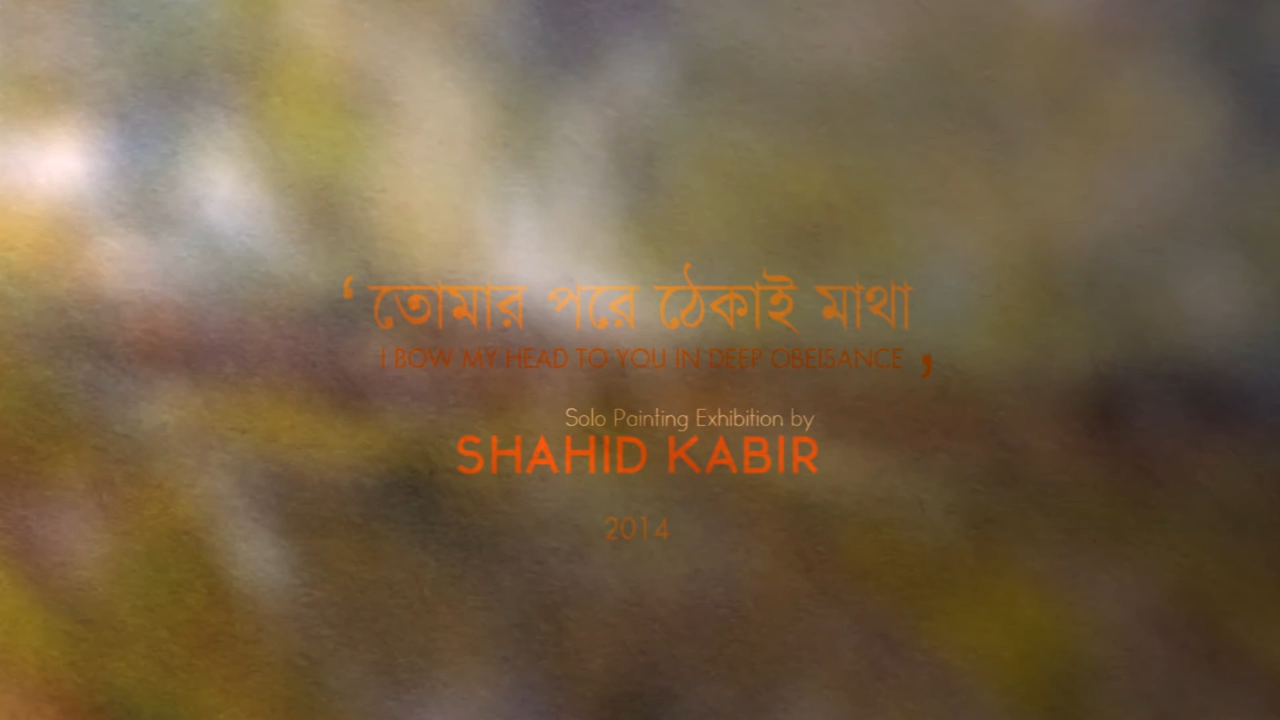 ‘ তোমার পরে ঠেকাই মাথা
I BOW MY HEAD TO YOU IN DEEP OBEISANCE ’
Solo Painting Exhibition by
SHAHID KABIR
2014